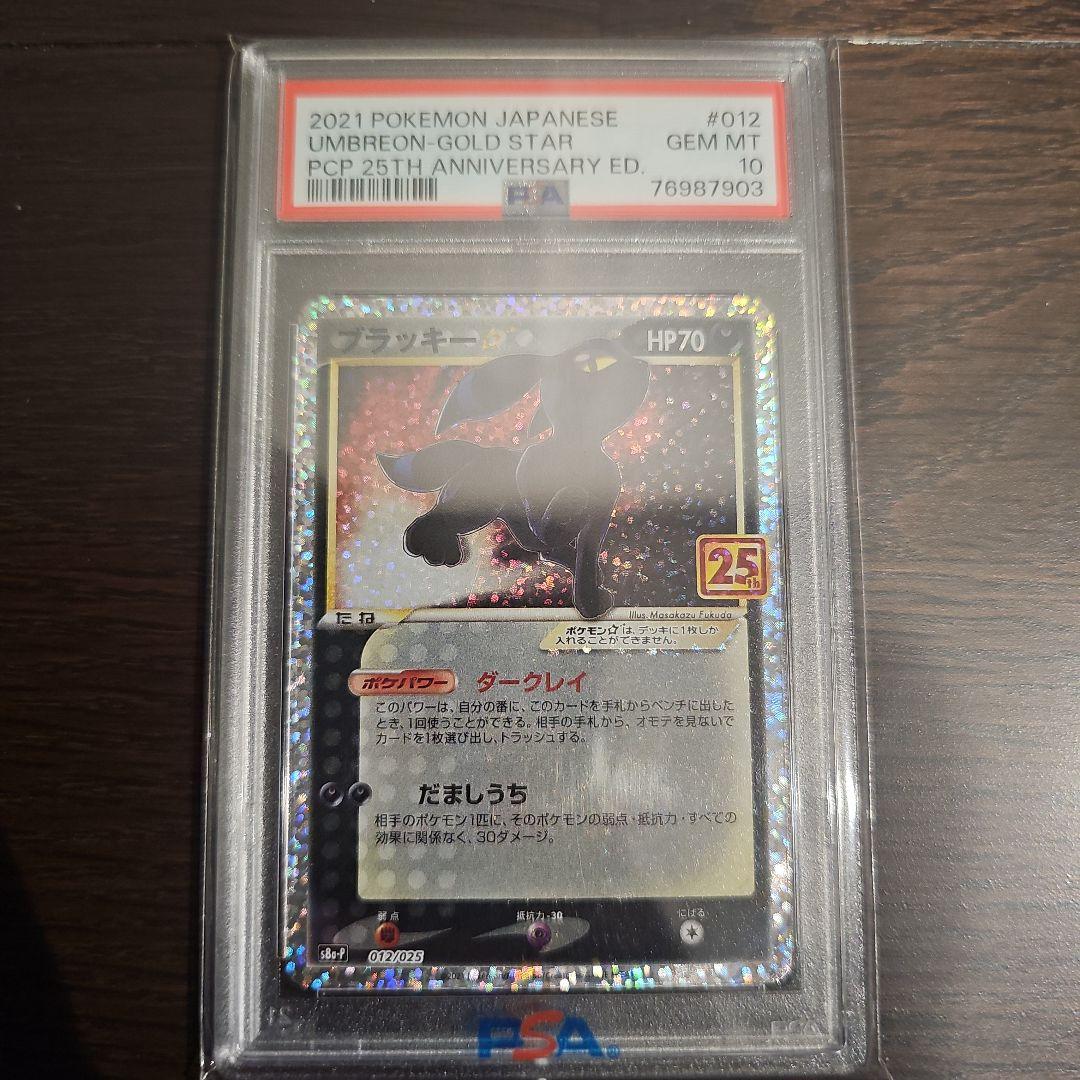 2021 POKEMON JAPANESE #012
UMBREON-GOLD STAR GEM MT
PCP 25TH ANNIVERSARY ED. 10
PSA 76987903
ブラッキー☆ HP70
25th
たね
Illus. Masakazu Fukuda
ポケモン☆は、デッキに1枚しか
入れることができません。
ポケパワー ダークレイ
このパワーは、自分の番に、このカードを手札からベンチに出した
とき、1回使うことができる。相手の手札から、オモテを見ないで
カードを1枚選び出し、トラッシュする。
だましうち
相手のポケモン1匹に、そのポケモンの弱点・抵抗力・すべての
効果に関係なく、30ダメージ。
弱点 抵抗力-30 にげる
s8a-P 012/025
PSA